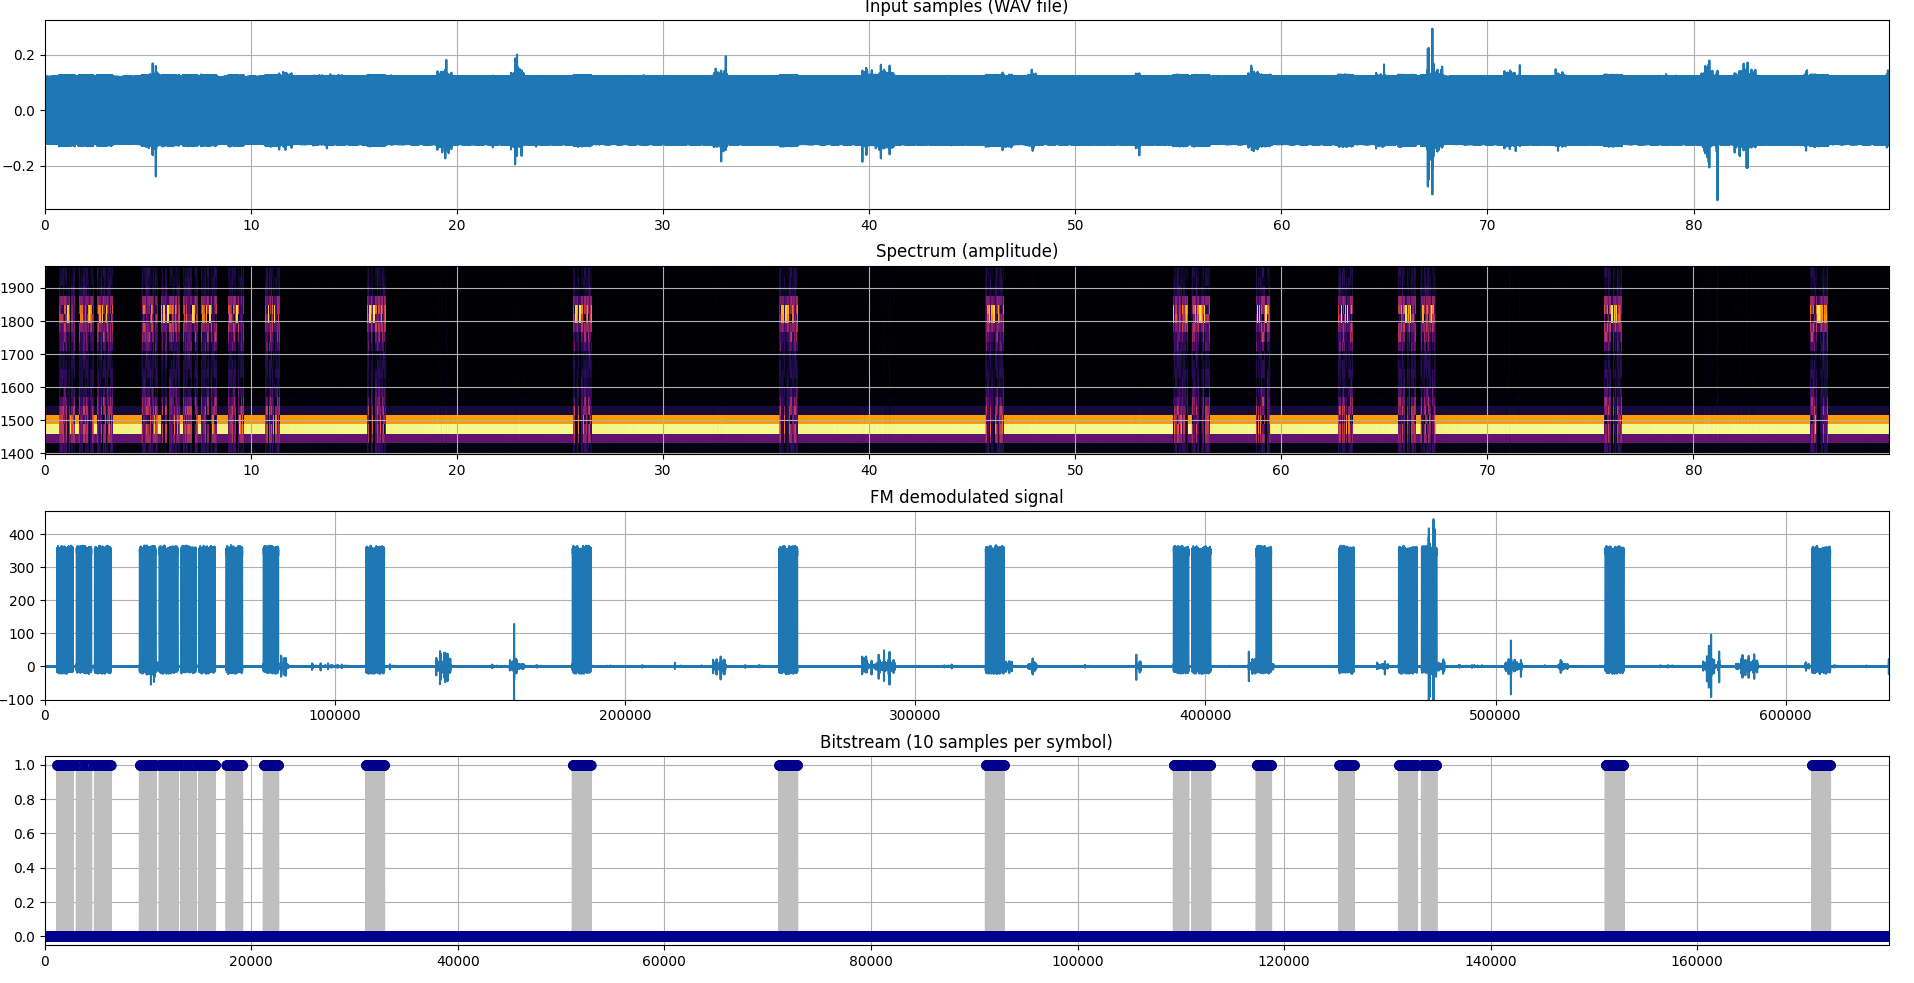 Input samples (WAV file)
0.2
0.0
−0.2
0 10 20 30 40 50 60 70 80
Spectrum (amplitude)
1900
1800
1700
1600
1500
1400
0 10 20 30 40 50 60 70 80
FM demodulated signal
400
300
200
100
0
−100
0 100000 200000 300000 400000 500000 600000
Bitstream (10 samples per symbol)
1.0
0.8
0.6
0.4
0.2
0.0
0 20000 40000 60000 80000 100000 120000 140000 160000